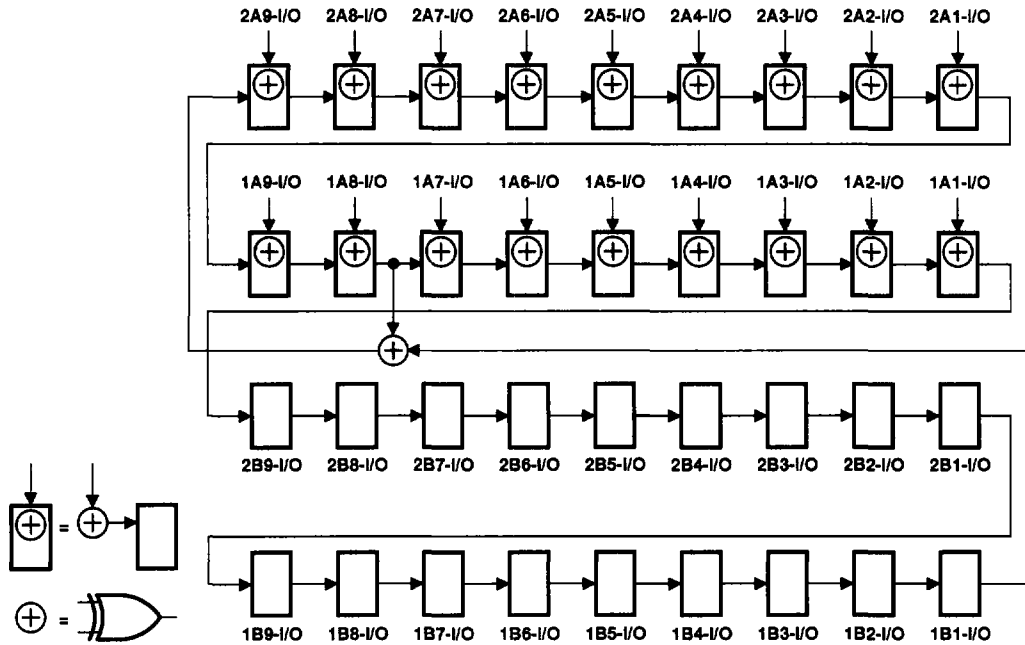 2A9-I/O 2A8-I/O 2A7-I/O 2A6-I/O 2A5-I/O 2A4-I/O 2A3-I/O 2A2-I/O 2A1-I/O
1A9-I/O 1A8-I/O 1A7-I/O 1A6-I/O 1A5-I/O 1A4-I/O 1A3-I/O 1A2-I/O 1A1-I/O
2B9-I/O 2B8-I/O 2B7-I/O 2B6-I/O 2B5-I/O 2B4-I/O 2B3-I/O 2B2-I/O 2B1-I/O
=
=
1B9-I/O 1B8-I/O 1B7-I/O 1B6-I/O 1B5-I/O 1B4-I/O 1B3-I/O 1B2-I/O 1B1-I/O